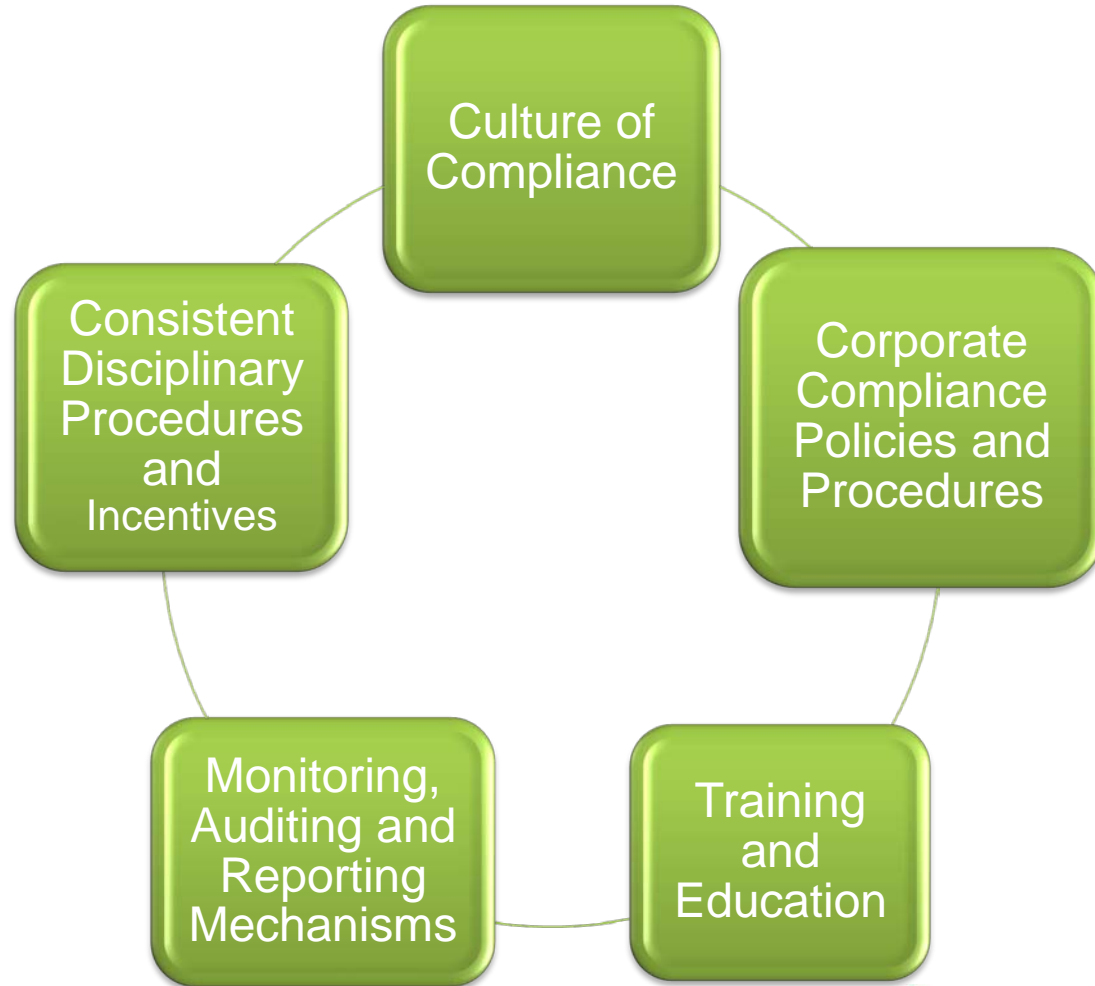 Culture of
Compliance
Corporate
Compliance
Policies and
Procedures
Training
and
Education
Monitoring,
Auditing and
Reporting
Mechanisms
Consistent
Disciplinary
Procedures
and
Incentives